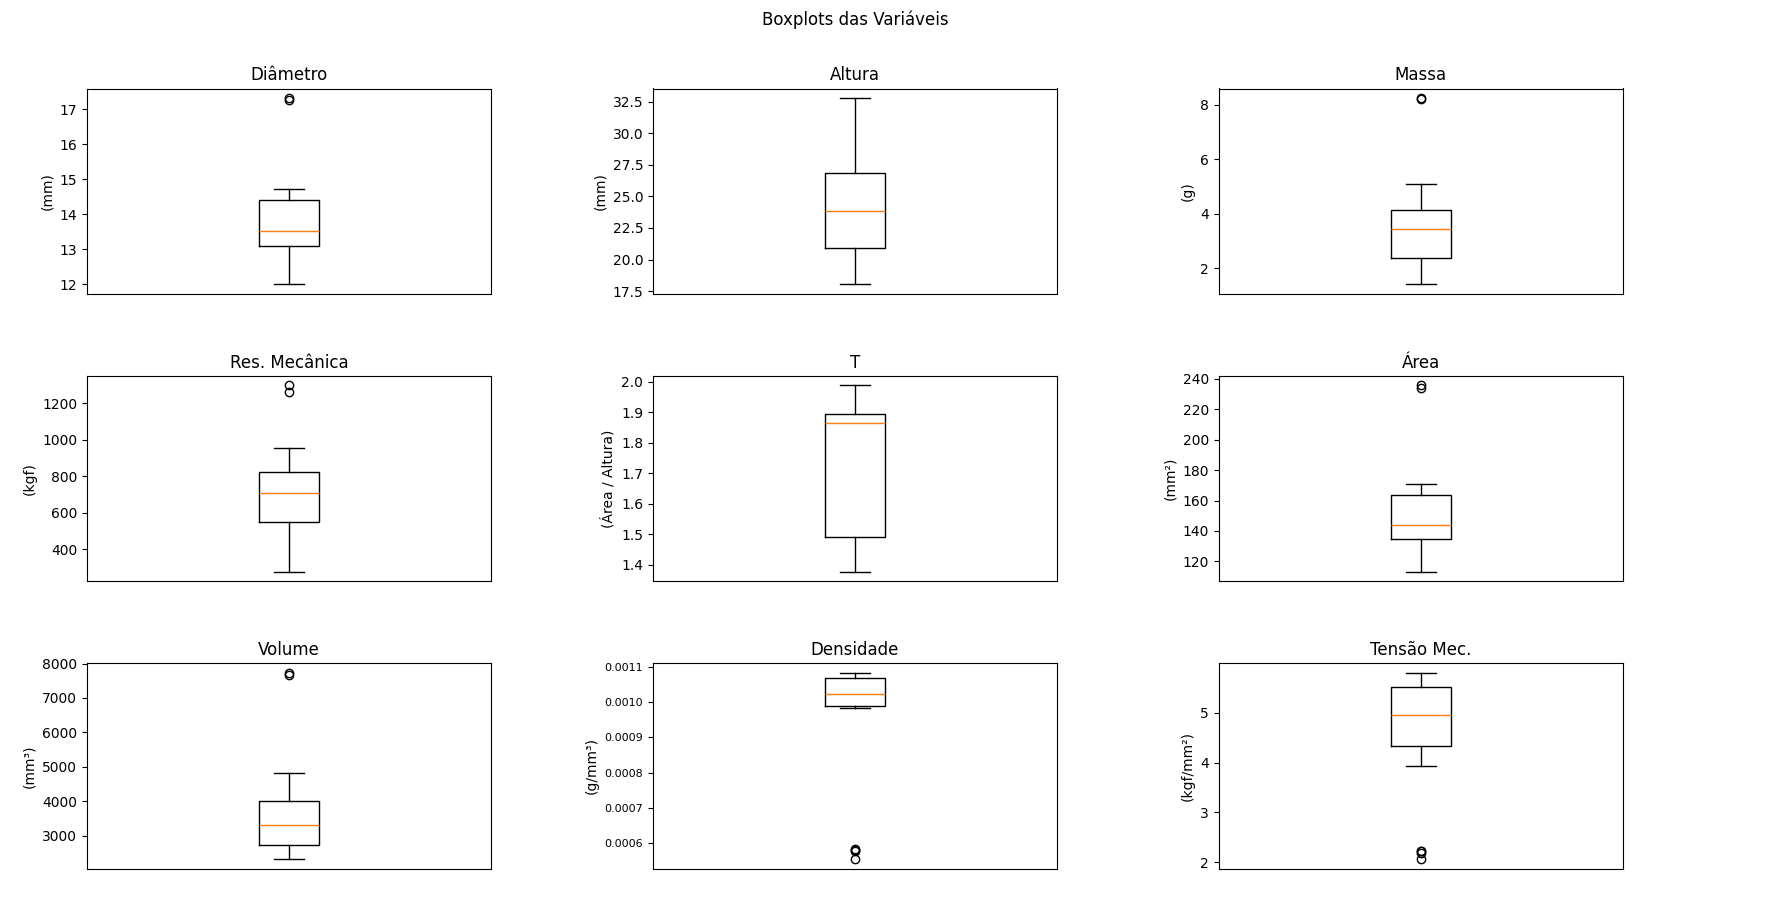 Boxplots das Variáveis
Diâmetro
17
16
15
14
13
12
(mm)
Altura
32.5
30.0
27.5
25.0
22.5
20.0
17.5
(mm)
Massa
8
6
4
2
(g)
Res. Mecânica
1200
1000
800
600
400
(kgf)
T
2.0
1.9
1.8
1.7
1.6
1.5
1.4
(Área / Altura)
Área
240
220
200
180
160
140
120
(mm²)
Volume
8000
7000
6000
5000
4000
3000
(mm³)
Densidade
0.0011
0.0010
0.0009
0.0008
0.0007
0.0006
(g/mm³)
Tensão Mec.
5
4
3
2
(kgf/mm²)